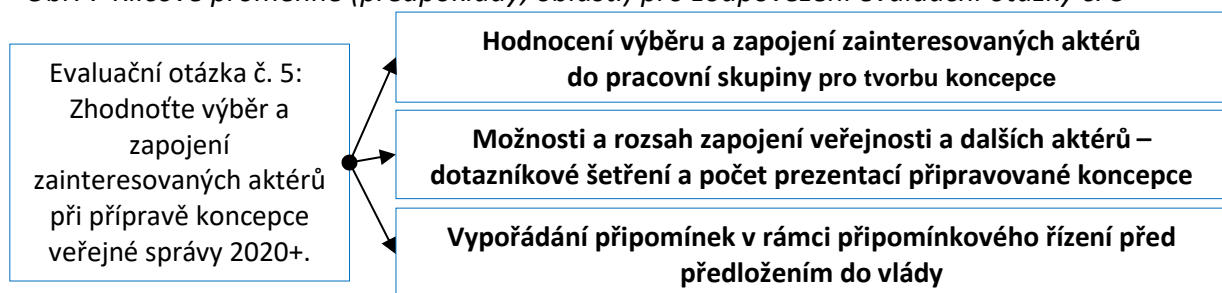 Evaluační otázka č. 5:
Zhodnoťte výběr a
zapojení
zainteresovaných aktérů
při přípravě koncepce
veřejné správy 2020+.
Hodnocení výběru a zapojení zainteresovaných aktérů
do pracovní skupiny pro tvorbu koncepce
Možnosti a rozsah zapojení veřejnosti a dalších aktérů –
dotazníkové šetření a počet prezentací připravované koncepce
Vypořádání připomínek v rámci připomínkového řízení před
předložením do vlády